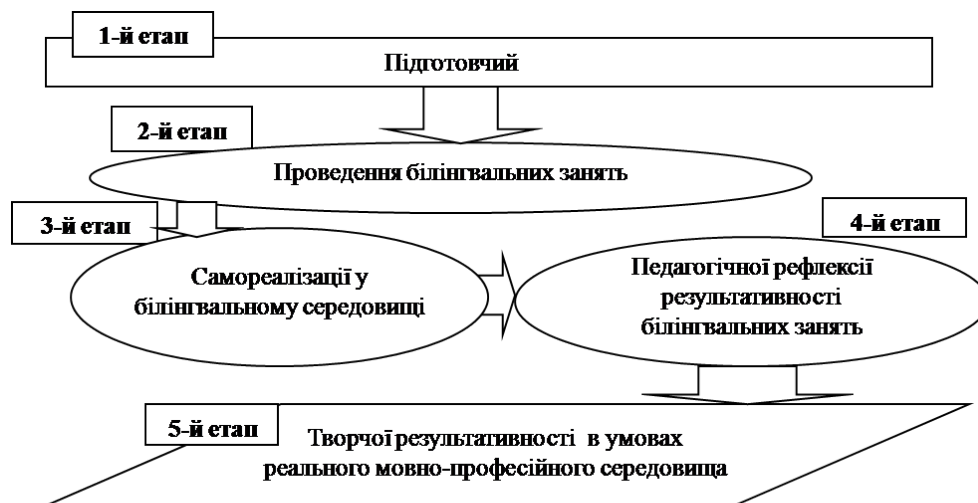 1-й етап
Підготовчий
2-й етап
Проведення білінгвальних занять
3-й етап
Самореалізації у
білінгвальному середовищі
4-й етап
Педагогічної рефлексії
результативності
білінгвальних занять
5-й етап
Творчої результативності в умовах
реального мовно-професійного середовища